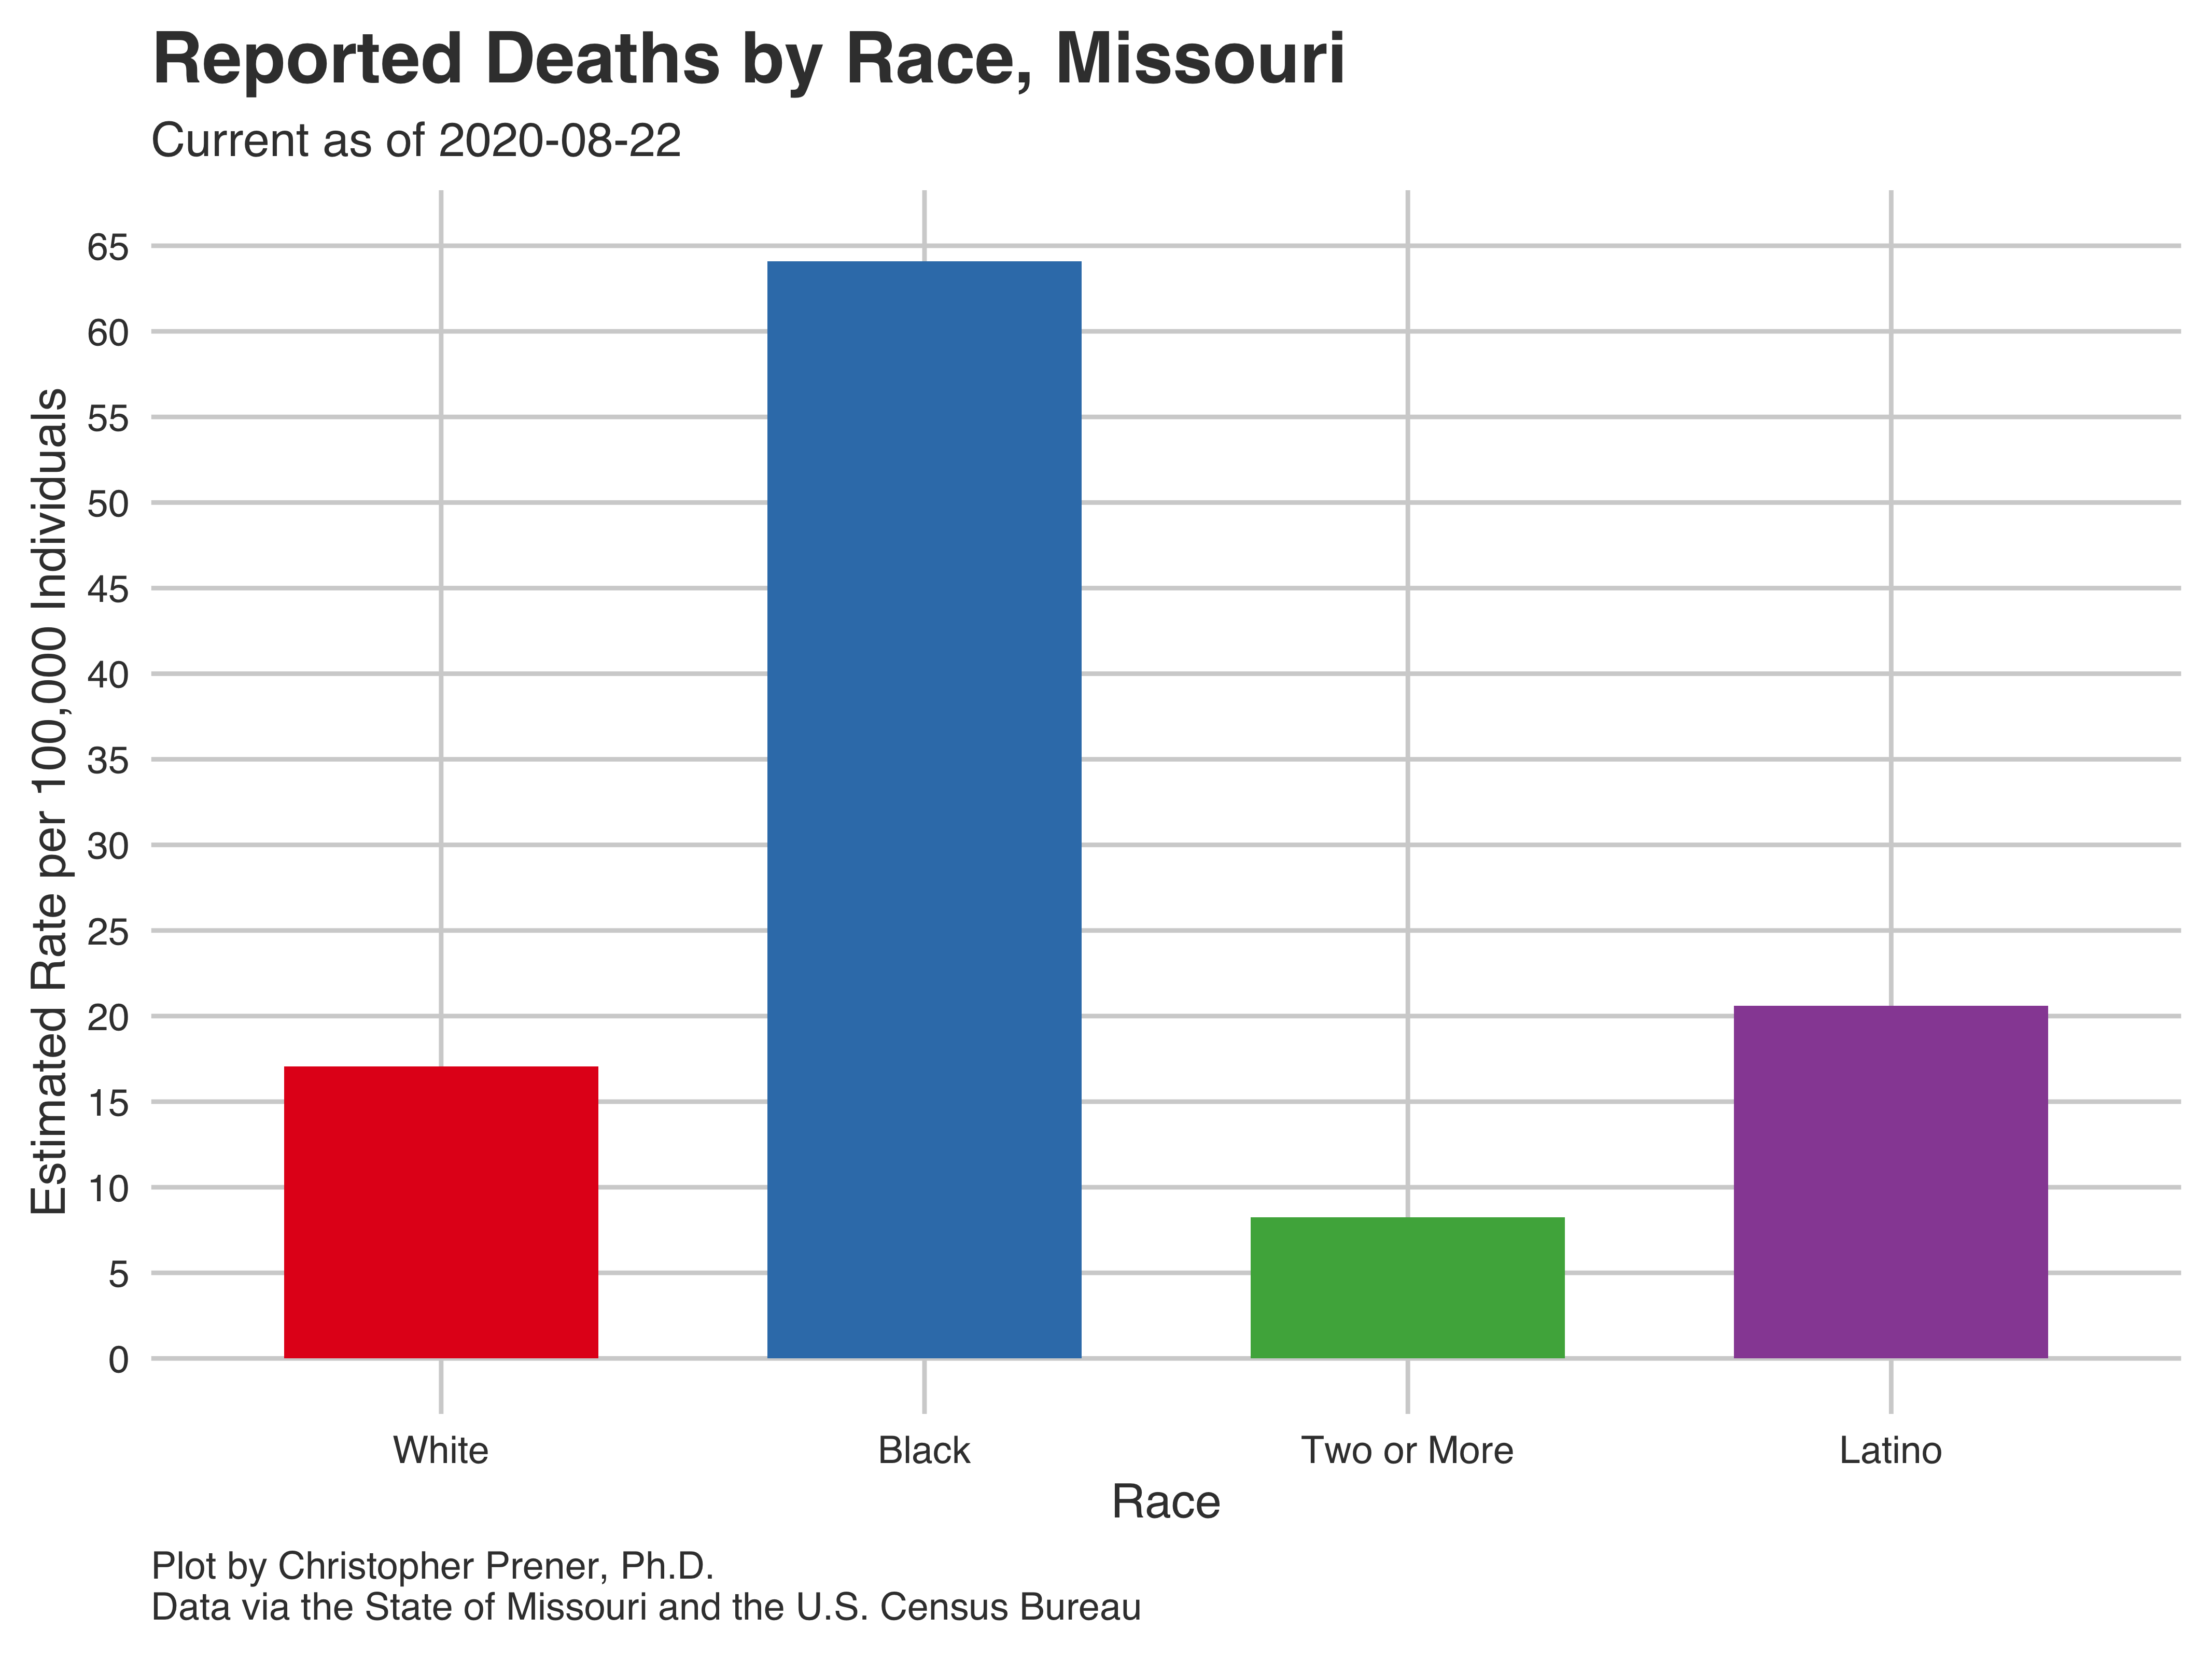 Reported Deaths by Race, Missouri
Current as of 2020-08-22
Estimated Rate per 100,000 Individuals
65
60
55
50
45
40
35
30
25
20
15
10
5
0
White
Black
Two or More
Latino
Race
Plot by Christopher Prener, Ph.D.
Data via the State of Missouri and the U.S. Census Bureau